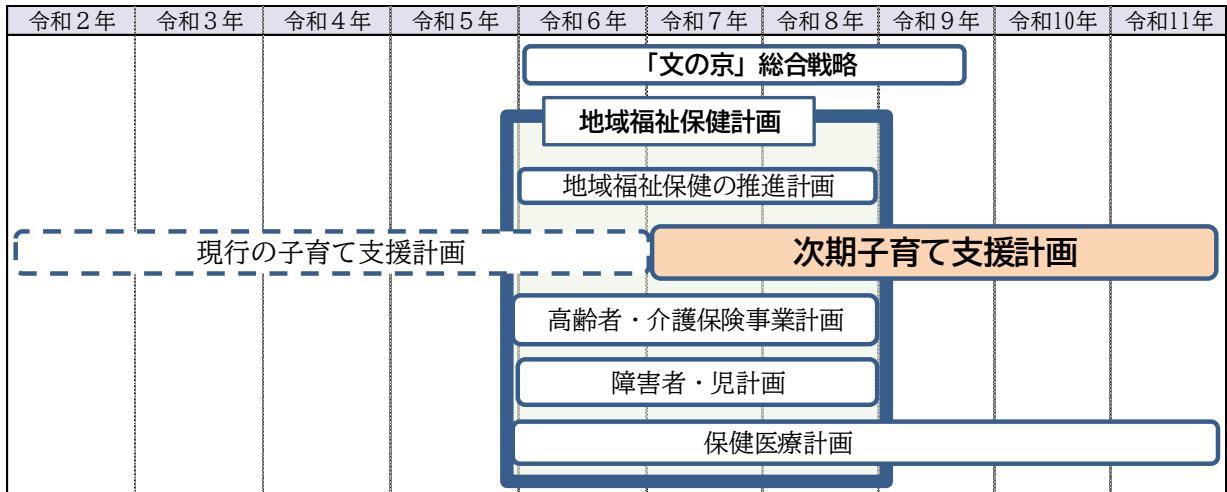 令和２年 令和３年 令和４年 令和５年 令和６年 令和７年 令和８年 令和９年 令和10年 令和11年
「文の京」総合戦略
地域福祉保健計画
地域福祉保健の推進計画
現行の子育て支援計画 次期子育て支援計画
高齢者・介護保険事業計画
障害者・児計画
保健医療計画